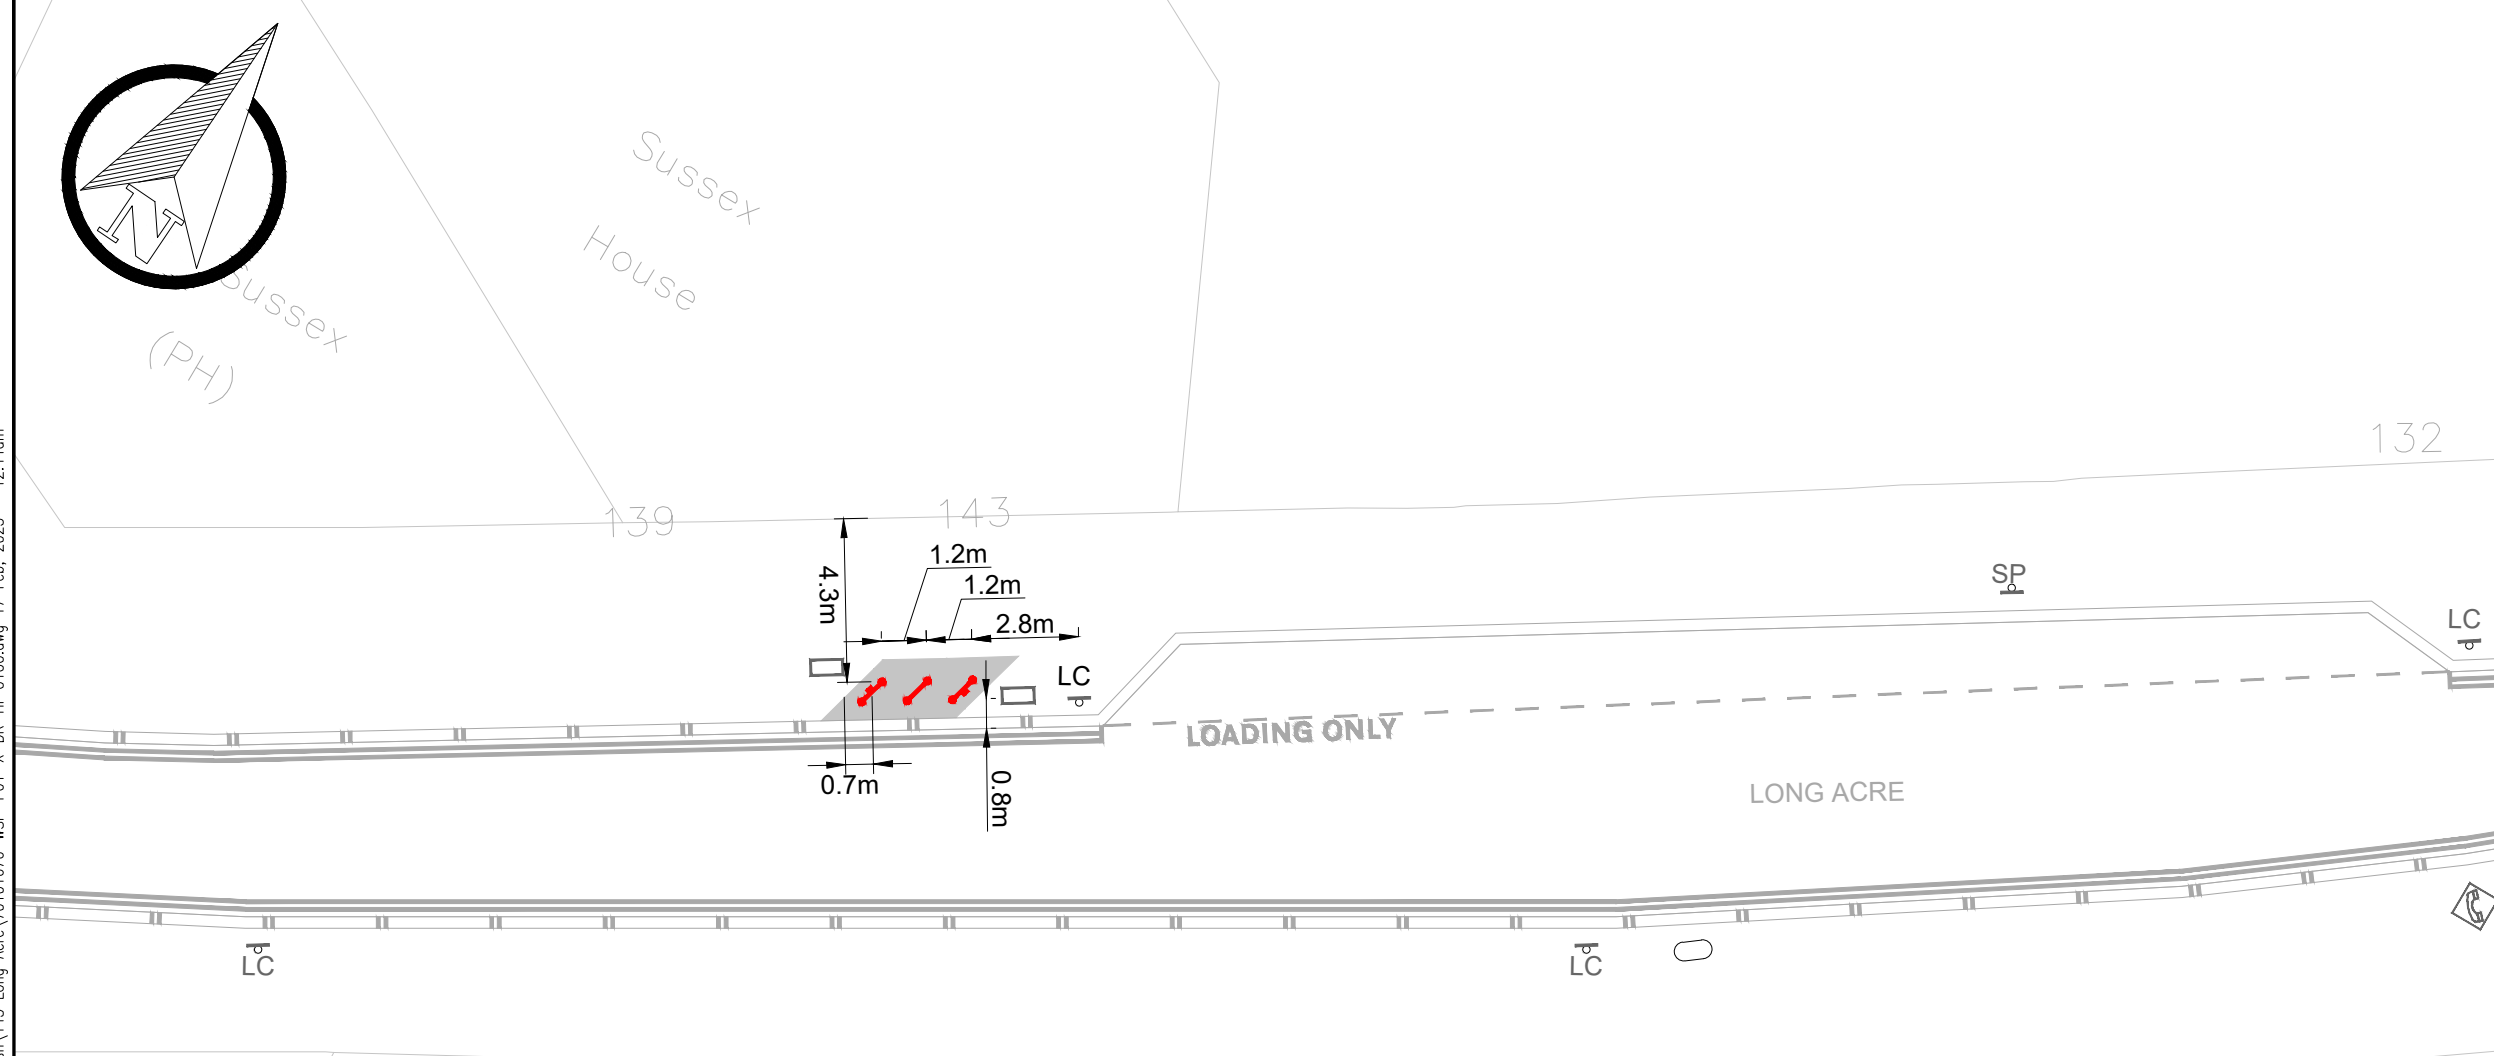 N
Sussex
House
Sussex
(PH)
132
139
143
1.2m
1.2m
4.3m
2.8m
SP
LC
LC
LOADING ONLY
0.7m
0.8m
LONG ACRE
LC
LC